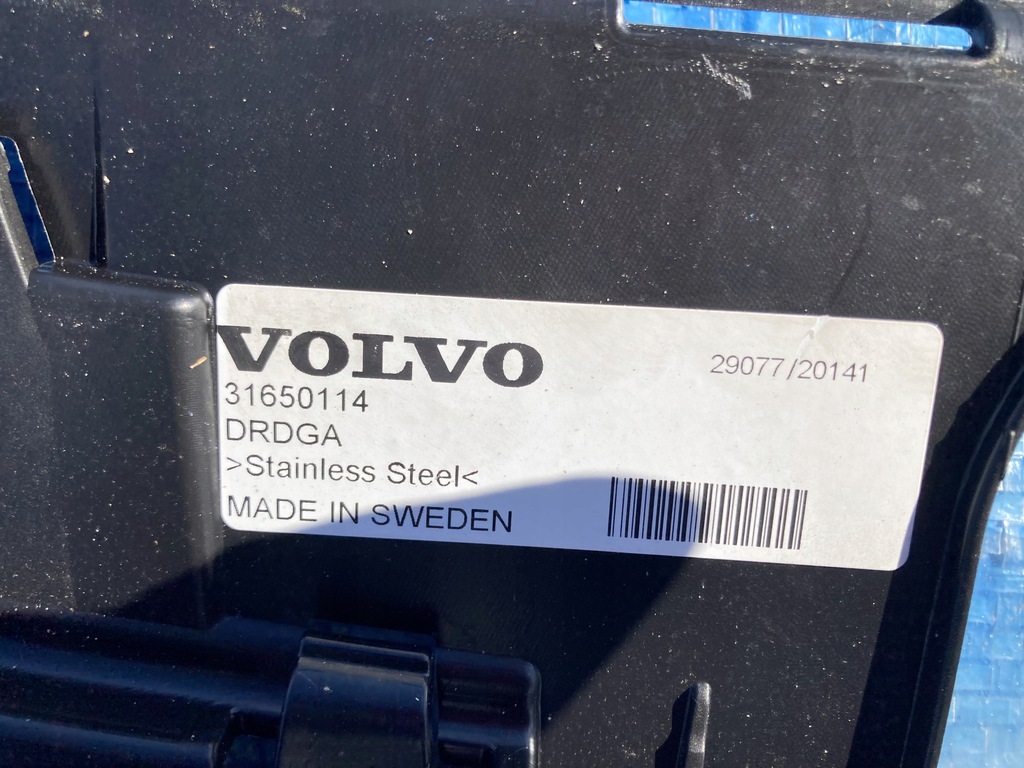 VOLVO
29077/20141
31650114
DRDGA
>Stainless Steel<
MADE IN SWEDEN